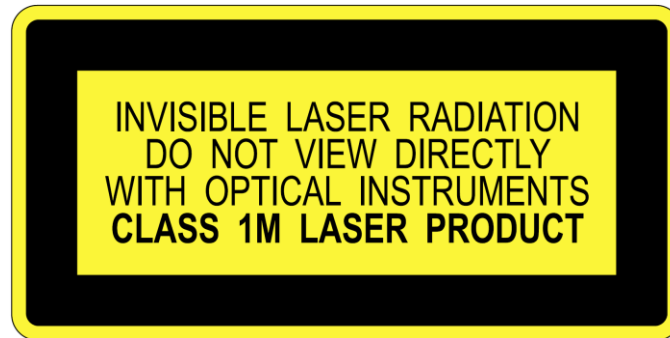 INVISIBLE LASER RADIATION
DO NOT VIEW DIRECTLY
WITH OPTICAL INSTRUMENTS
CLASS 1M LASER PRODUCT